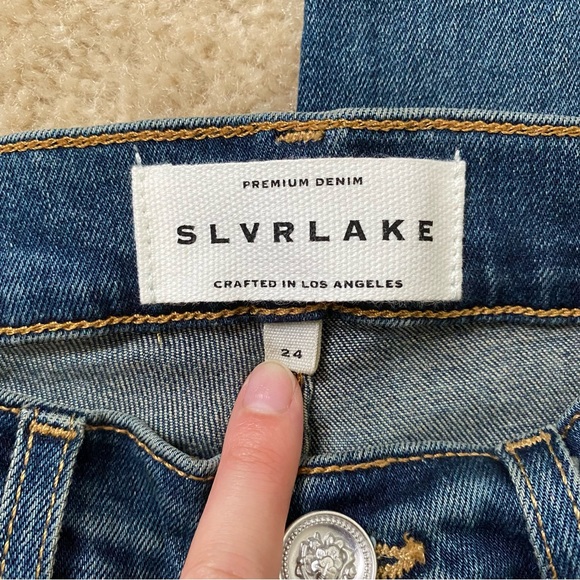 PREMIUM DENIM
SLVRLAKE
CRAFTED IN LOS ANGELES
24